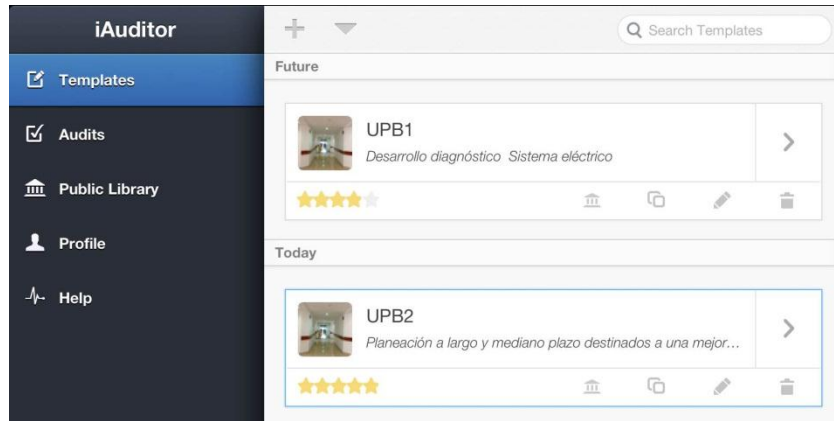 iAuditor
Templates
Audits
Public Library
Profile
Help
Search Templates
Future
UPB1
Desarrollo diagnóstico Sistema eléctrico
Today
UPB2
Planeación a largo y mediano plazo destinados a una mejor...